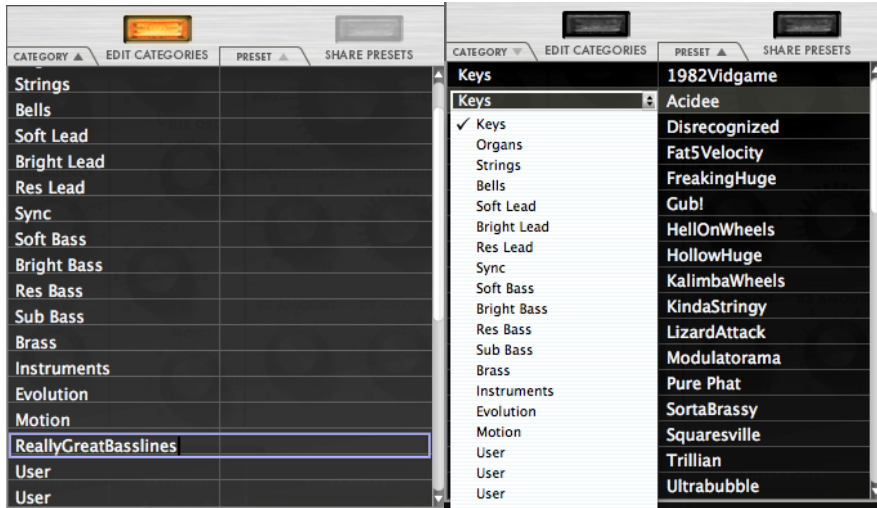 CATEGORY ▲ EDIT CATEGORIES PRESET ▲ SHARE PRESETS
Strings
Bells
Soft Lead
Bright Lead
Res Lead
Sync
Soft Bass
Bright Bass
Res Bass
Sub Bass
Brass
Instruments
Evolution
Motion
ReallyGreatBasslines
User
User
CATEGORY ▼ EDIT CATEGORIES PRESET ▲ SHARE PRESETS
Keys 1982Vidgame
Keys Acidee
✓ Keys
Organs
Strings
Bells
Soft Lead
Bright Lead
Res Lead
Sync
Soft Bass
Bright Bass
Res Bass
Sub Bass
Brass
Instruments
Evolution
Motion
User
User
User
Disrecognized
Fat5Velocity
FreakingHuge
Gub!
HellOnWheels
HollowHuge
KalimbaWheels
KindaStringy
LizardAttack
Modulatorama
Pure Phat
SortaBrassy
Squaresville
Trillian
Ultrabubble